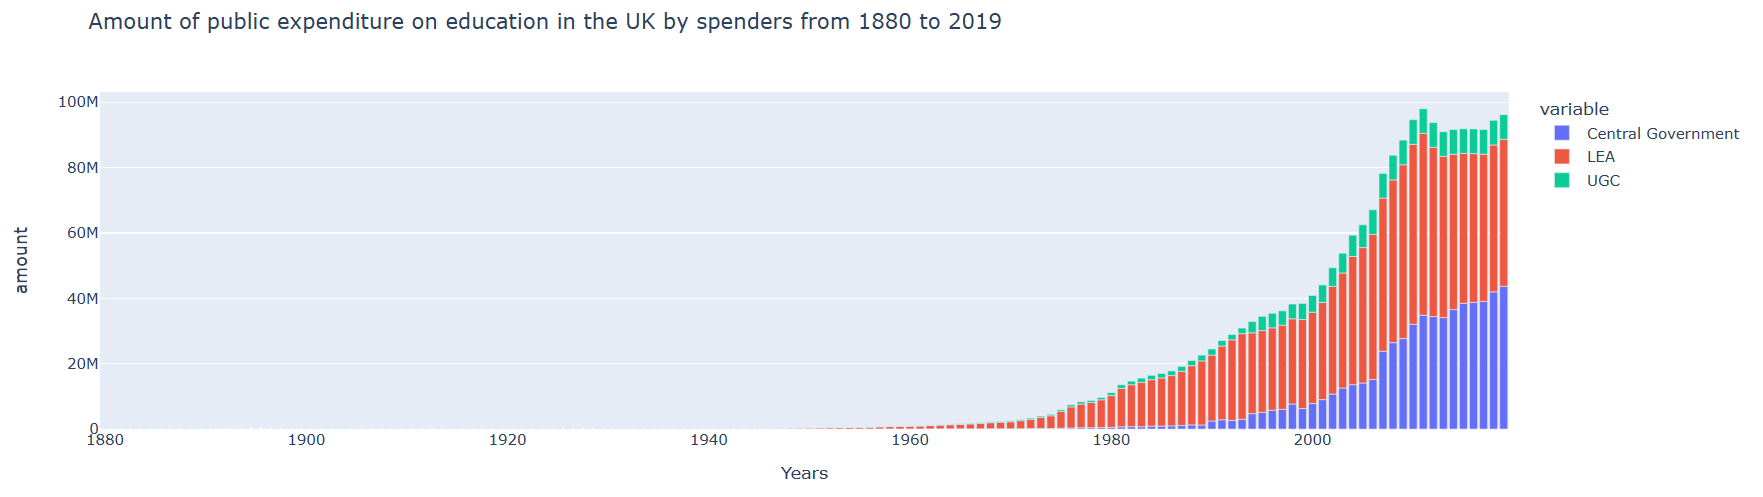 Amount of public expenditure on education in the UK by spenders from 1880 to 2019
100M
80M
60M
40M
20M
0
amount
1880
1900
1920
1940
1960
1980
2000
Years
variable
Central Government
LEA
UGC